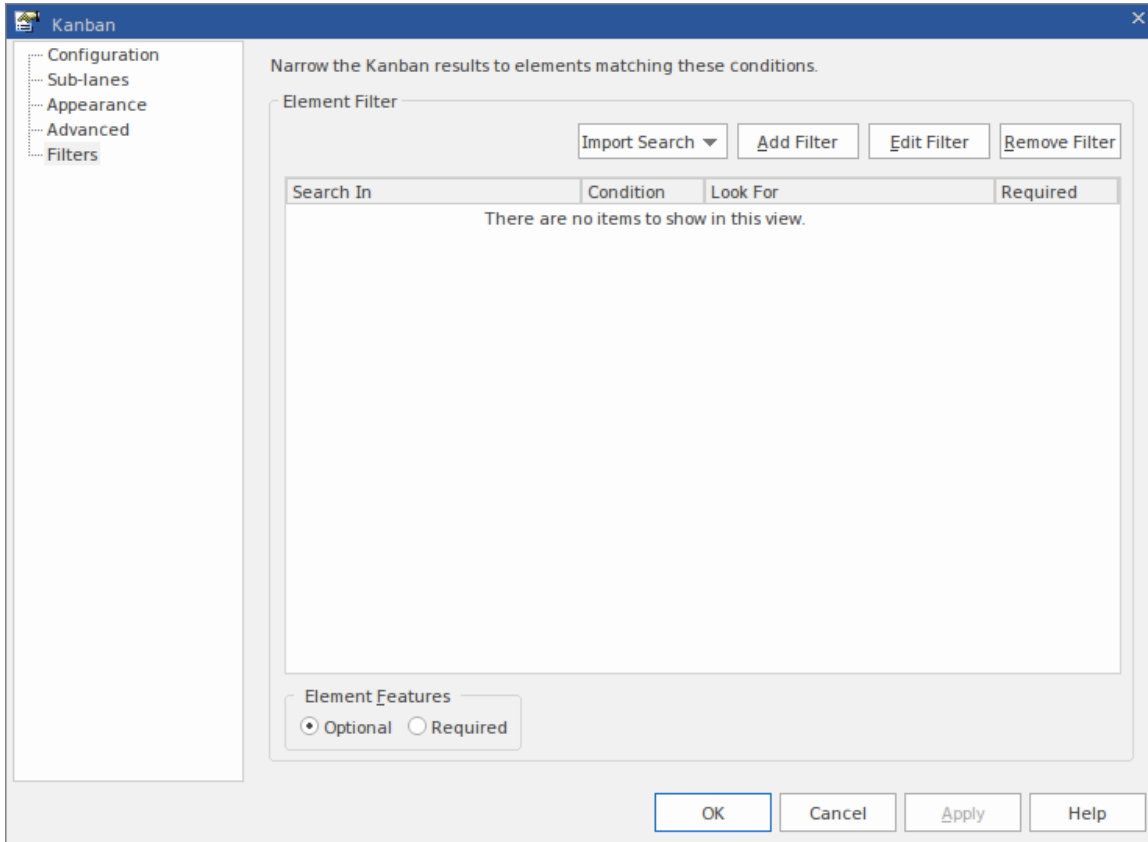 Kanban
Configuration
Sub-lanes
Appearance
Advanced
Filters
Narrow the Kanban results to elements matching these conditions.
Element Filter
Import Search Add Filter Edit Filter Remove Filter
Search In Condition Look For Required
There are no items to show in this view.
Element Features
Optional Required
OK Cancel Apply Help